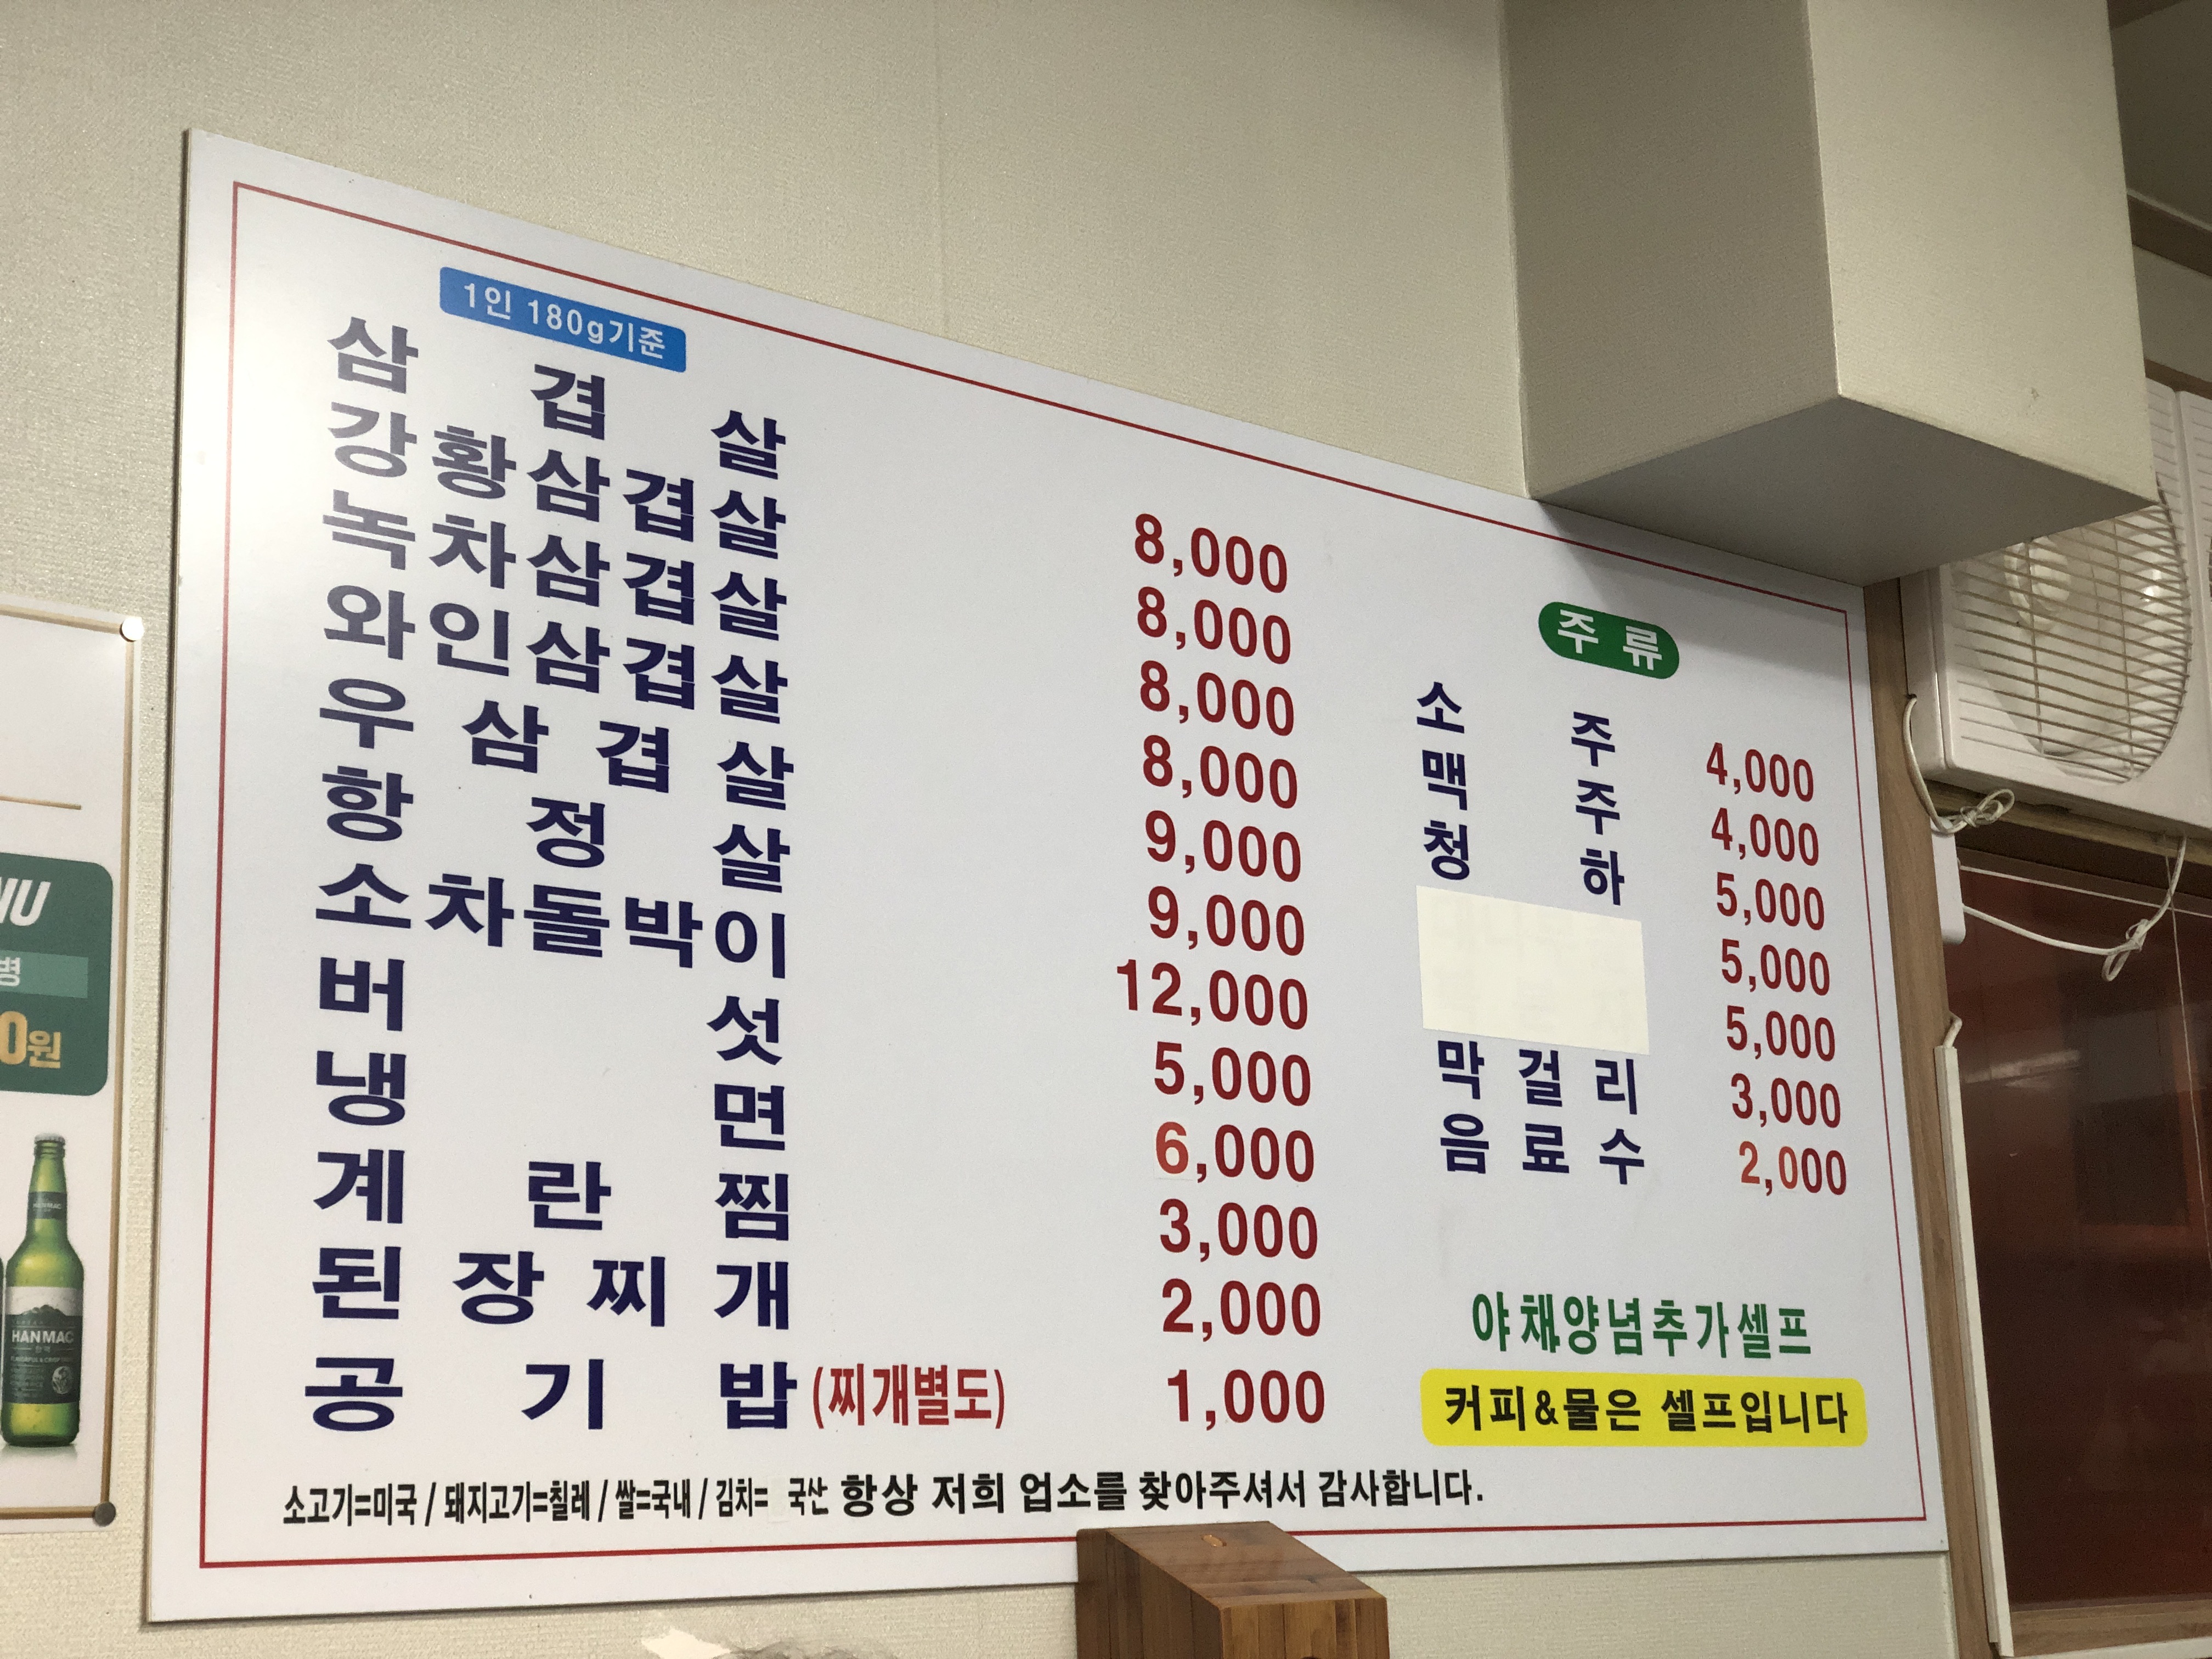 1인 180g기준
삼겹살 8,000
강황삼겹살 8,000
녹차삼겹살 8,000
와인삼겹살 8,000
우삼겹살 9,000
항정살 9,000
소차돌박이 12,000
버섯 5,000
냉면 6,000
계란찜 3,000
된장찌개 2,000
공기밥(찌개별도) 1,000
주류
소주 4,000
맥주 4,000
청하 5,000
5,000
5,000
막걸리 3,000
음료수 2,000
야채양념추가셀프
커피&물은 셀프입니다
소고기=미국 / 돼지고기=칠레 / 쌀=국내 / 김치= 국산 항상 저희 업소를 찾아주셔서 감사합니다.
병
0원
HANMAC